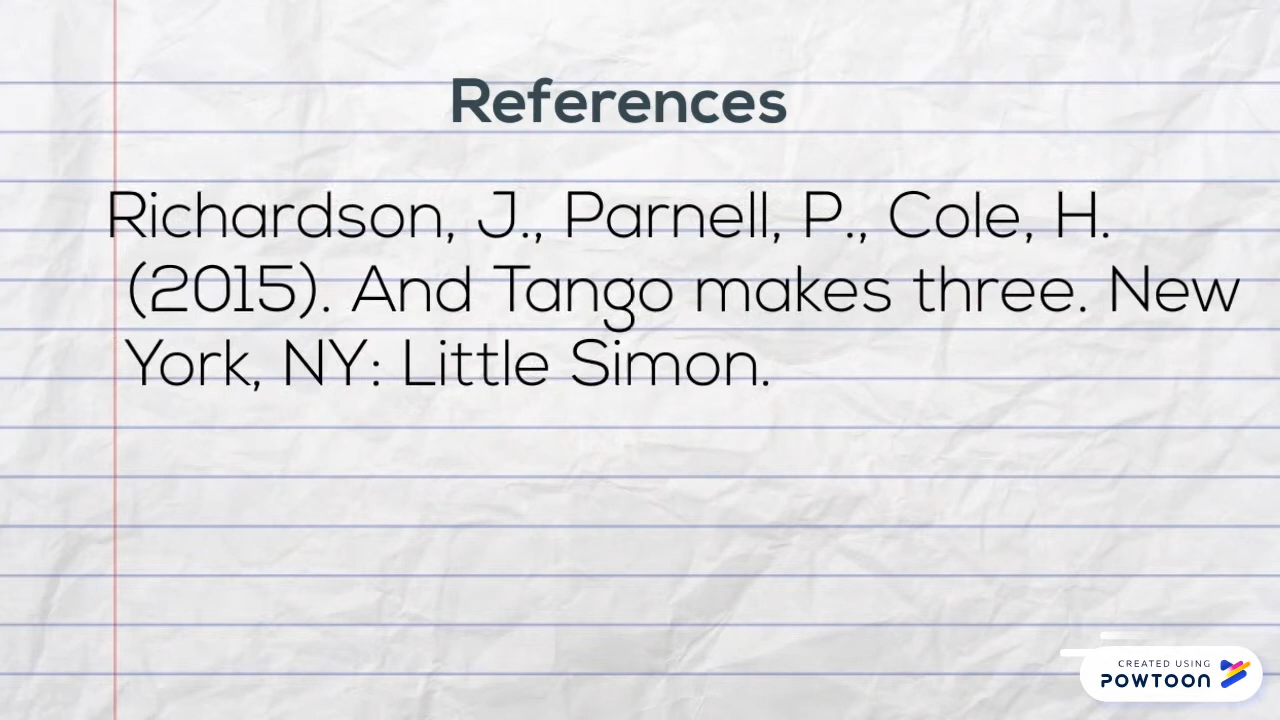 References
Richardson, J., Parnell, P., Cole, H.
(2015). And Tango makes three. New
York, NY: Little Simon.
CREATED USING
POWTOON